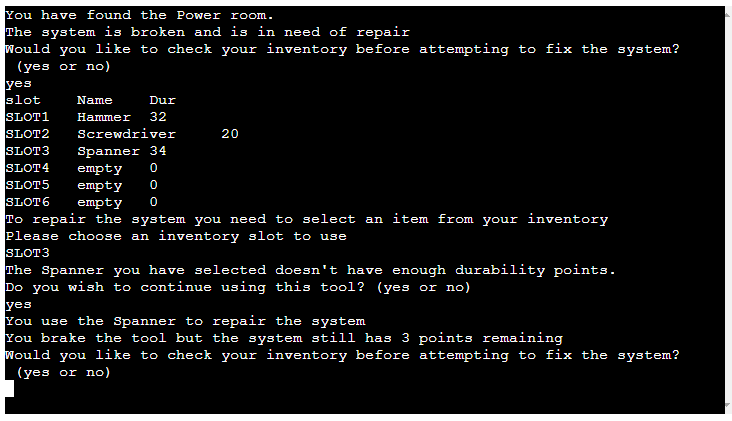 You have found the Power room.
The system is broken and is in need of repair
Would you like to check your inventory before attempting to fix the system?
(yes or no)
yes
slot Name Dur
SLOT1 Hammer 32
SLOT2 Screwdriver 20
SLOT3 Spanner 34
SLOT4 empty 0
SLOT5 empty 0
SLOT6 empty 0
To repair the system you need to select an item from your inventory
Please choose an inventory slot to use
SLOT3
The Spanner you have selected doesn't have enough durability points.
Do you wish to continue using this tool? (yes or no)
yes
You use the Spanner to repair the system
You brake the tool but the system still has 3 points remaining
Would you like to check your inventory before attempting to fix the system?
(yes or no)